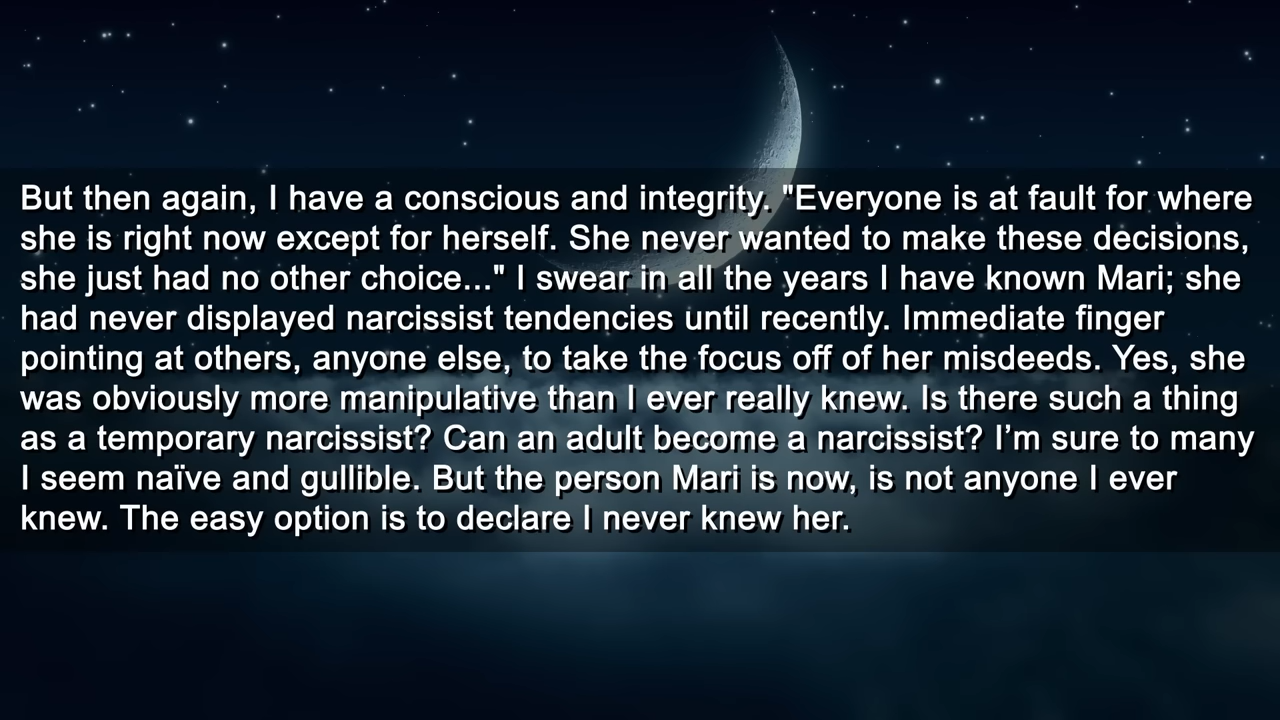 But then again, I have a conscious and integrity. "Everyone is at fault for where
she is right now except for herself. She never wanted to make these decisions,
she just had no other choice..." I swear in all the years I have known Mari; she
had never displayed narcissist tendencies until recently. Immediate finger
pointing at others, anyone else, to take the focus off of her misdeeds. Yes, she
was obviously more manipulative than I ever really knew. Is there such a thing
as a temporary narcissist? Can an adult become a narcissist? I’m sure to many
I seem naïve and gullible. But the person Mari is now, is not anyone I ever
knew. The easy option is to declare I never knew her.